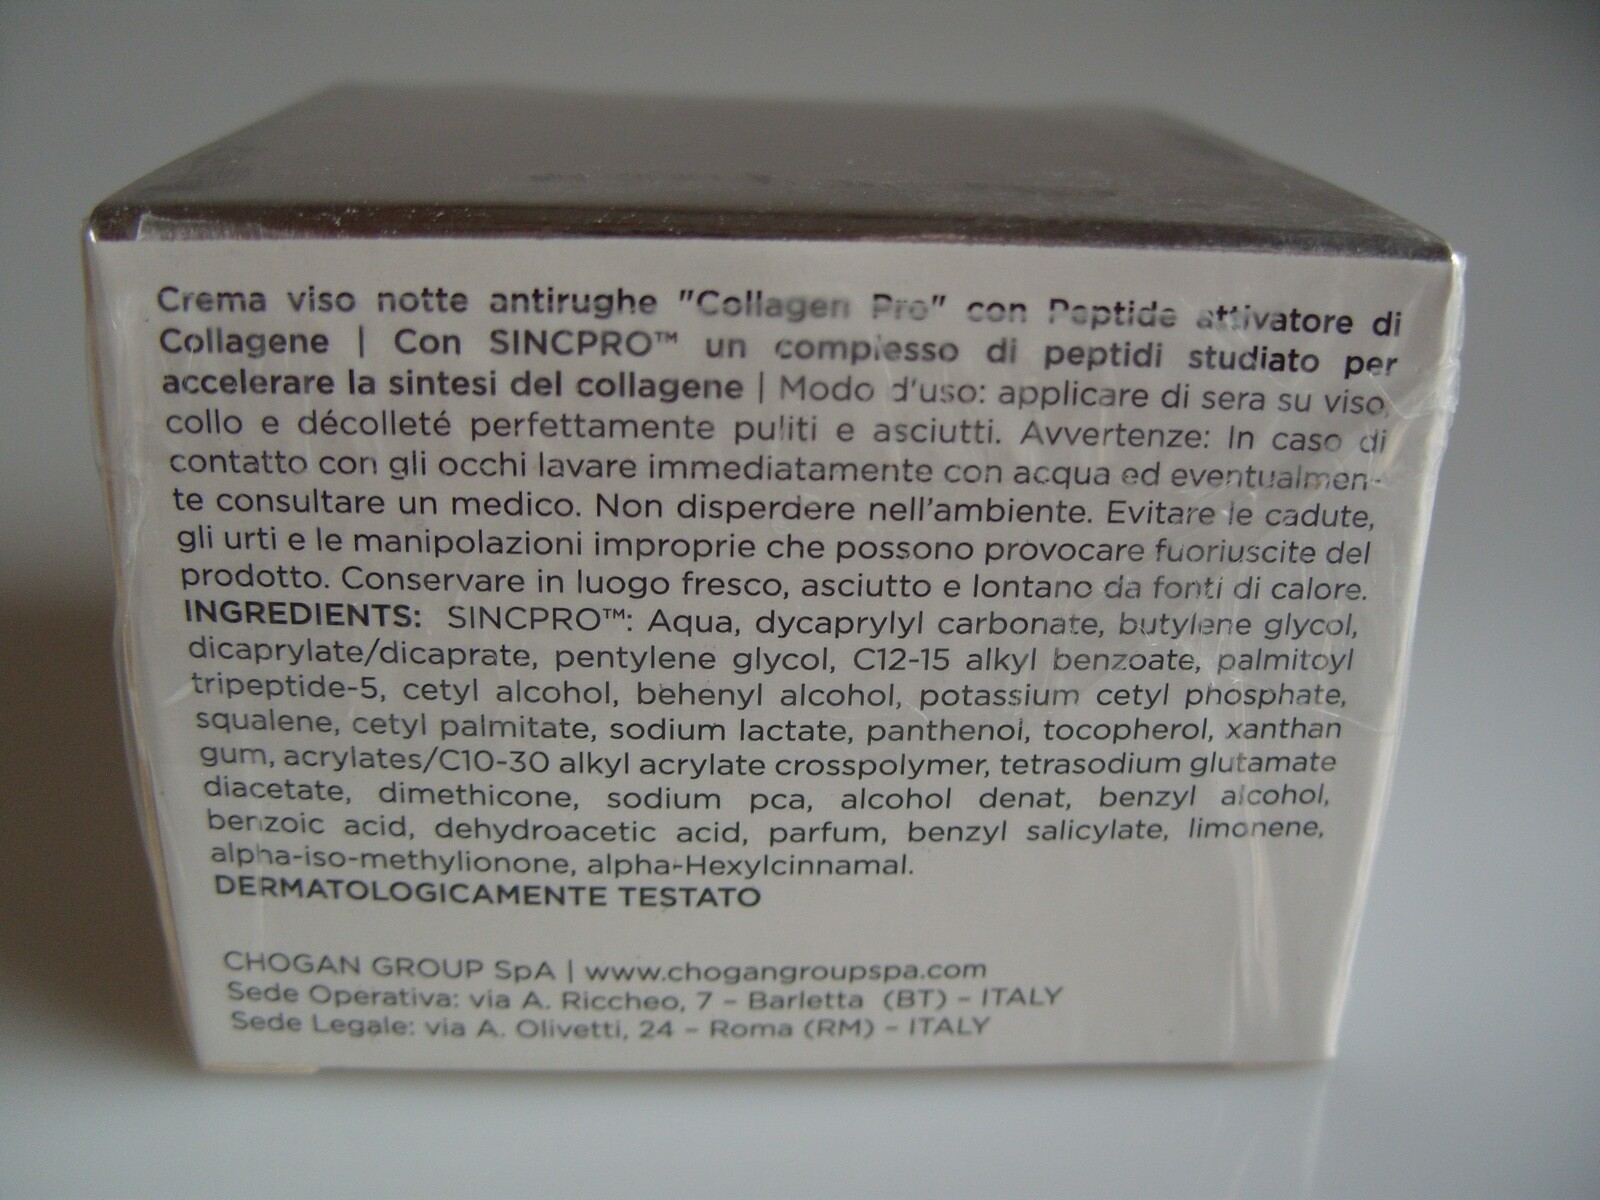 Crema viso notte antirughe "Collagen Pro" con Peptide attivatore di
Collagene | Con SINCPRO™ un complesso di peptidi studiato per
accelerare la sintesi del collagene | Modo d'uso: applicare di sera su viso,
collo e décolleté perfettamente puliti e asciutti. Avvertenze: In caso di
contatto con gli occhi lavare immediatamente con acqua ed eventualmen-
te consultare un medico. Non disperdere nell'ambiente. Evitare le cadute,
gli urti e le manipolazioni improprie che possono provocare fuoriuscite del
prodotto. Conservare in luogo fresco, asciutto e lontano da fonti di calore.
INGREDIENTS: SINCPRO™: Aqua, dycaprylyl carbonate, butylene glycol,
dicaprylate/dicaprate, pentylene glycol, C12-15 alkyl benzoate, palmitoyl
tripeptide-5, cetyl alcohol, behenyl alcohol, potassium cetyl phosphate,
squalene, cetyl palmitate, sodium lactate, panthenol, tocopherol, xanthan
gum, acrylates/C10-30 alkyl acrylate crosspolymer, tetrasodium glutamate
diacetate, dimethicone, sodium pca, alcohol denat, benzyl alcohol,
benzoic acid, dehydroacetic acid, parfum, benzyl salicylate, limonene,
alpha-iso-methylionone, alpha-Hexylcinnamal.
DERMATOLOGICAMENTE TESTATO
CHOGAN GROUP SpA | www.chogangroupspa.com
Sede Operativa: via A. Riccheo, 7 – Barletta (BT) – ITALY
Sede Legale: via A. Olivetti, 24 – Roma (RM) – ITALY